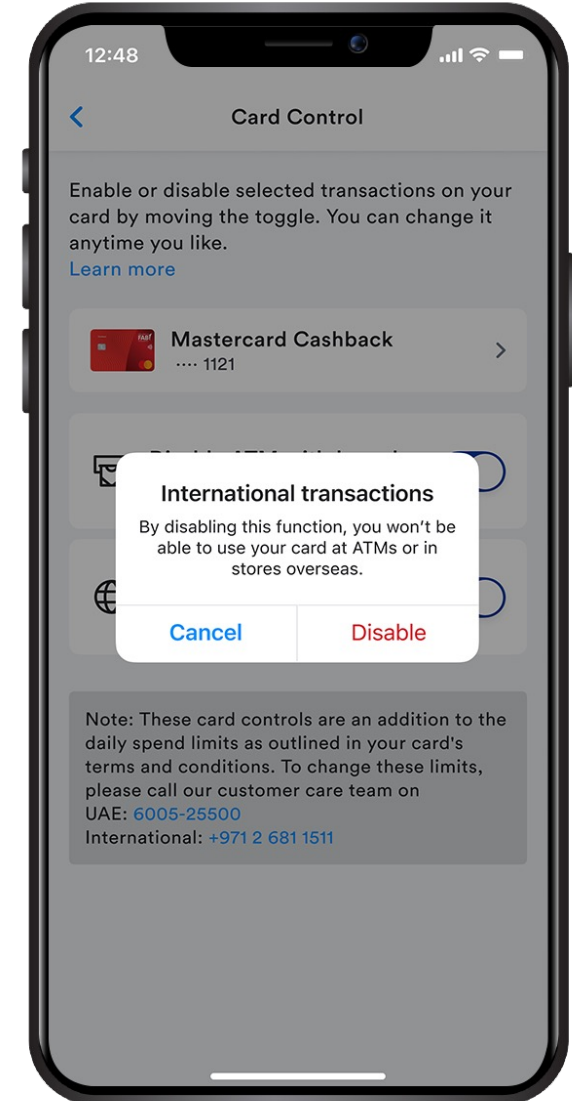 12:48
Card Control
Enable or disable selected transactions on your
card by moving the toggle. You can change it
anytime you like.
Learn more
FAB
Mastercard Cashback
.... 1121
International transactions
By disabling this function, you won't be
able to use your card at ATMs or in
stores overseas.
Cancel
Disable
Note: These card controls are an addition to the
daily spend limits as outlined in your card's
terms and conditions. To change these limits,
please call our customer care team on
UAE: 6005-25500
International: +971 2 681 1511